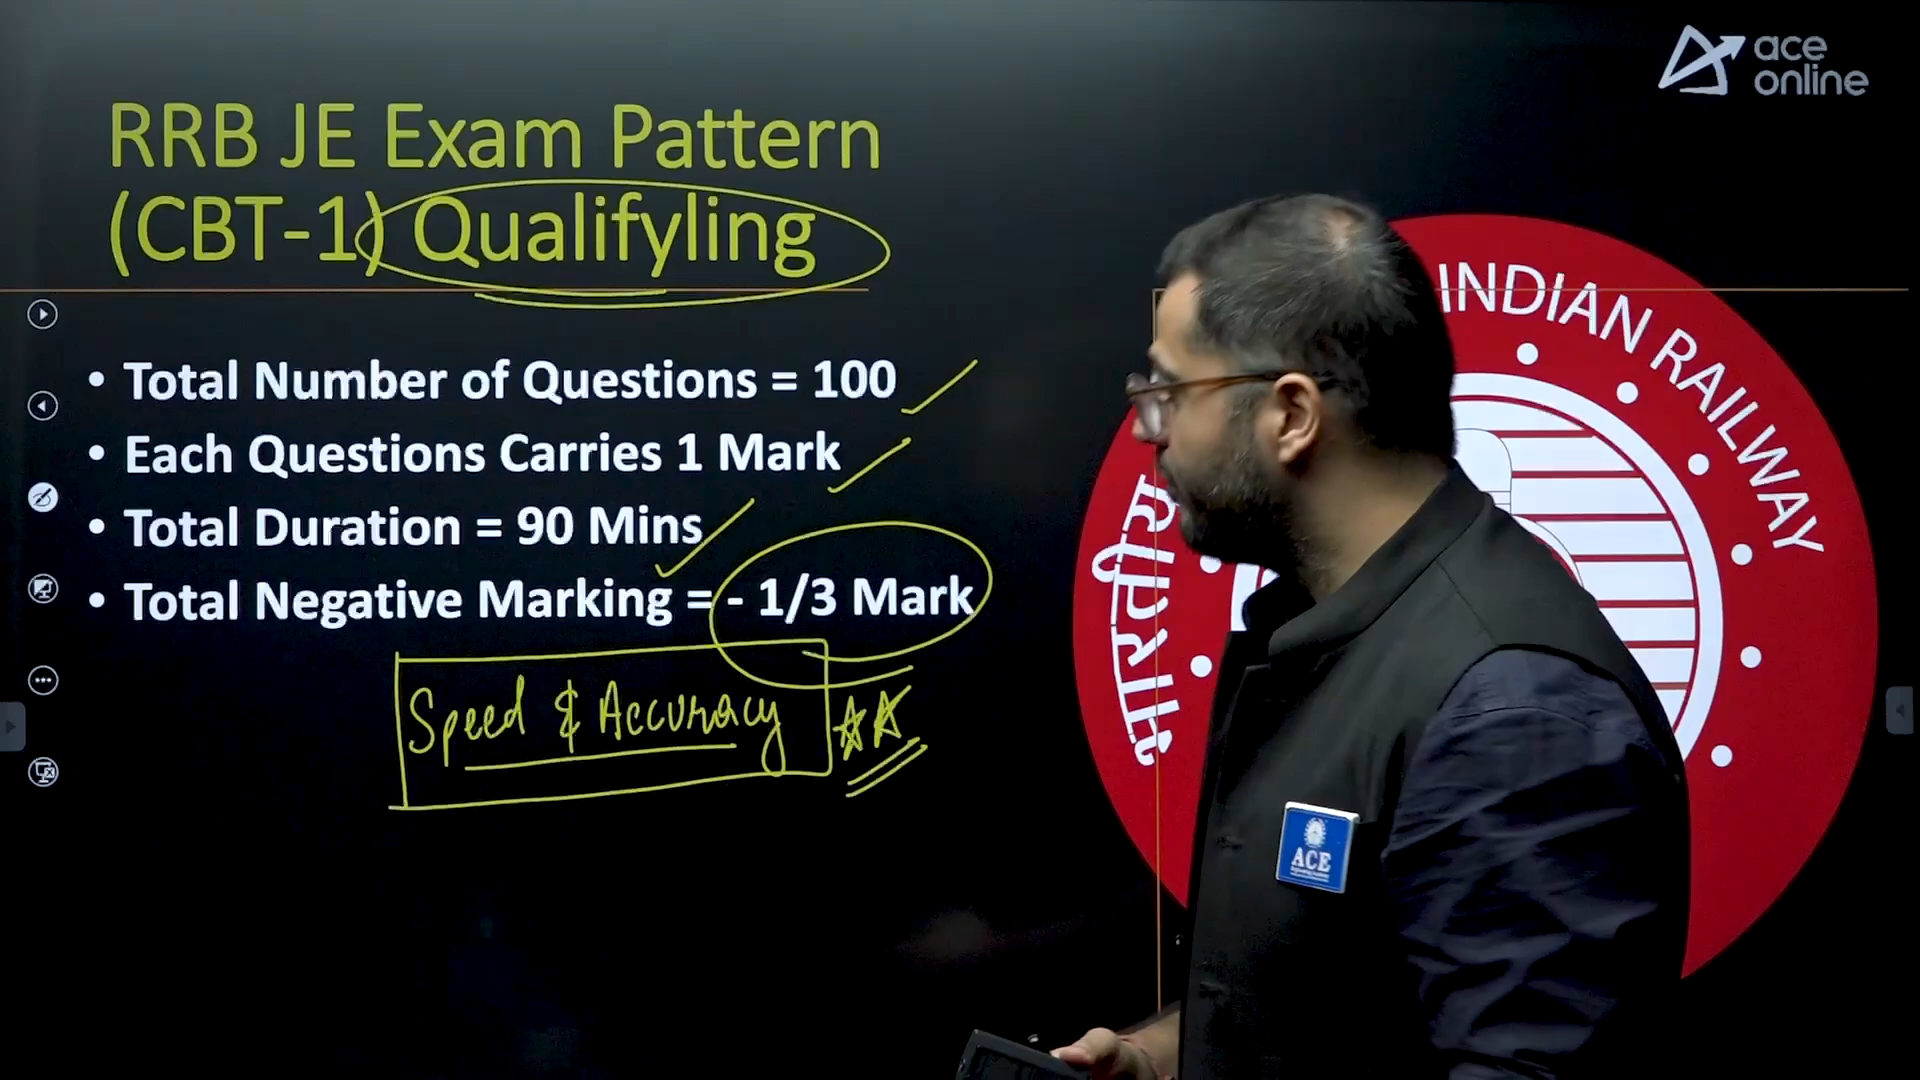 ace
online
RRB JE Exam Pattern
(CBT-1) Qualifyling
• Total Number of Questions = 100
• Each Questions Carries 1 Mark
• Total Duration = 90 Mins
• Total Negative Marking = - 1/3 Mark
Speed & Accuracy
INDIAN RAILWAY
भारतीय
ACE